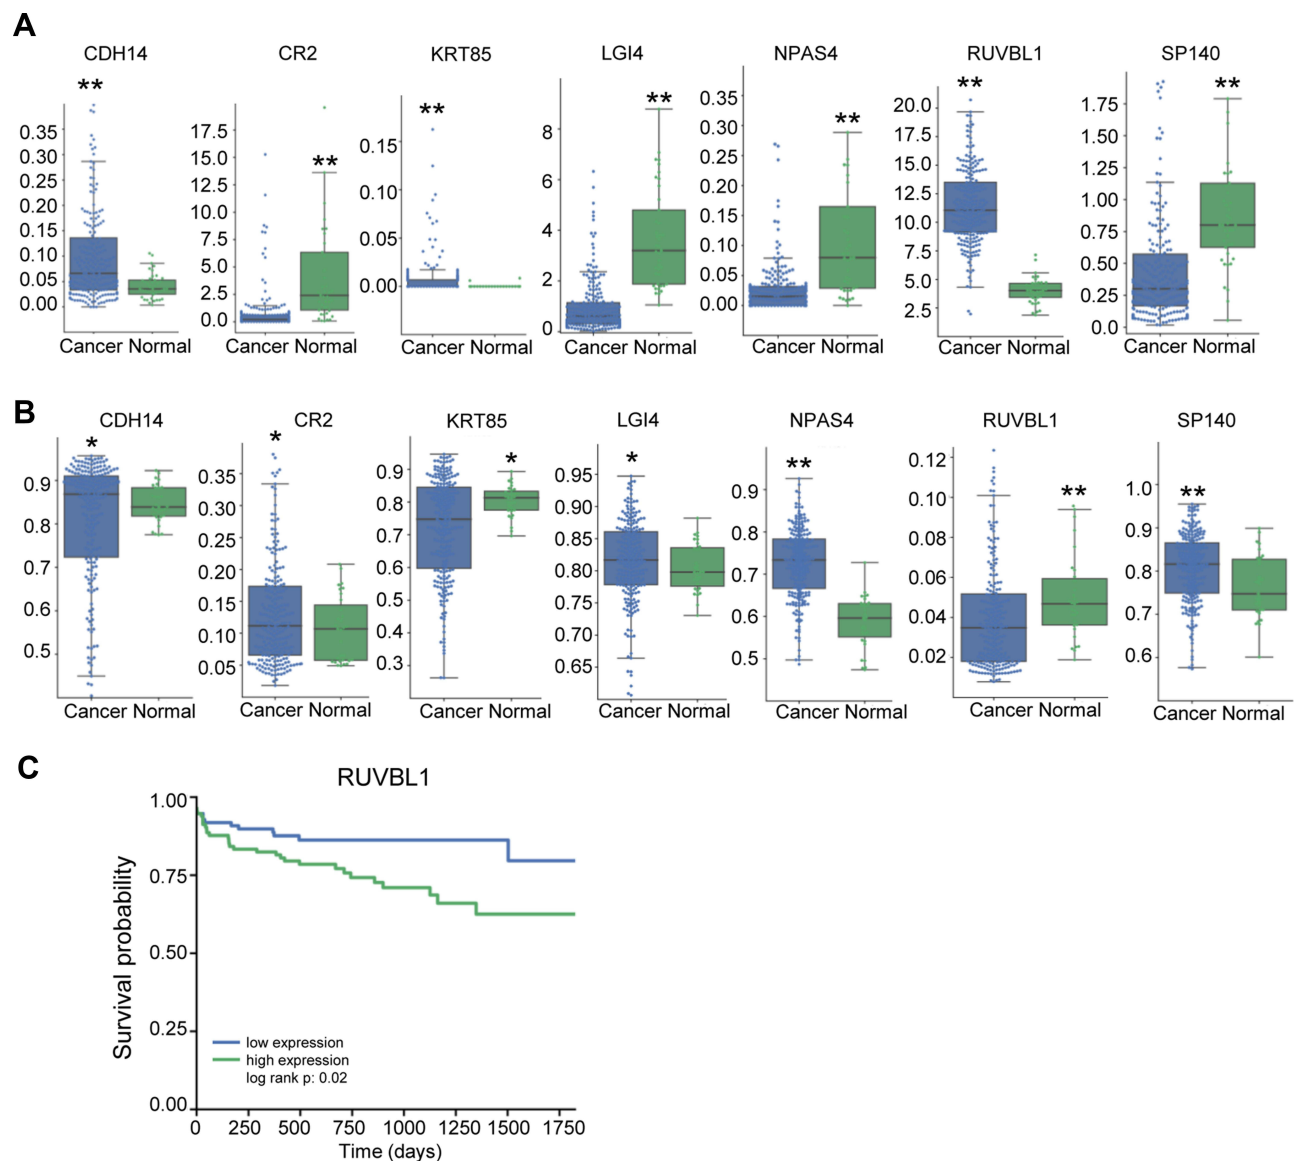 A
CDH14 CR2 KRT85 LGI4 NPAS4 RUVBL1 SP140
** ** ** ** ** ** **
0.35 0.30 0.25 0.20 0.15 0.10 0.05 0.00
17.5 15.0 12.5 10.0 7.5 5.0 2.5 0.0
0.15 0.10 0.05 0.00
8 6 4 2 0
0.35 0.30 0.25 0.20 0.15 0.10 0.05 0.00
20.0 17.5 15.0 12.5 10.0 7.5 5.0 2.5
1.75 1.50 1.25 1.00 0.75 0.50 0.25 0.0
Cancer Normal Cancer Normal Cancer Normal Cancer Normal Cancer Normal Cancer Normal Cancer Normal
B
CDH14 CR2 KRT85 LGI4 NPAS4 RUVBL1 SP140
* * * * ** ** **
0.9 0.8 0.7 0.6 0.5
0.35 0.30 0.25 0.20 0.15 0.10 0.05
0.9 0.8 0.7 0.6 0.5 0.4 0.3
0.95 0.90 0.85 0.80 0.75 0.70 0.65
0.9 0.8 0.7 0.6 0.5
0.12 0.10 0.08 0.06 0.04 0.02
1.0 0.9 0.8 0.7 0.6
Cancer Normal Cancer Normal Cancer Normal Cancer Normal Cancer Normal Cancer Normal Cancer Normal
C
RUVBL1
Survival probability
1.00
0.75
0.50
0.25
0.00
low expression
high expression
log rank p: 0.02
0 250 500 750 1000 1250 1500 1750
Time (days)